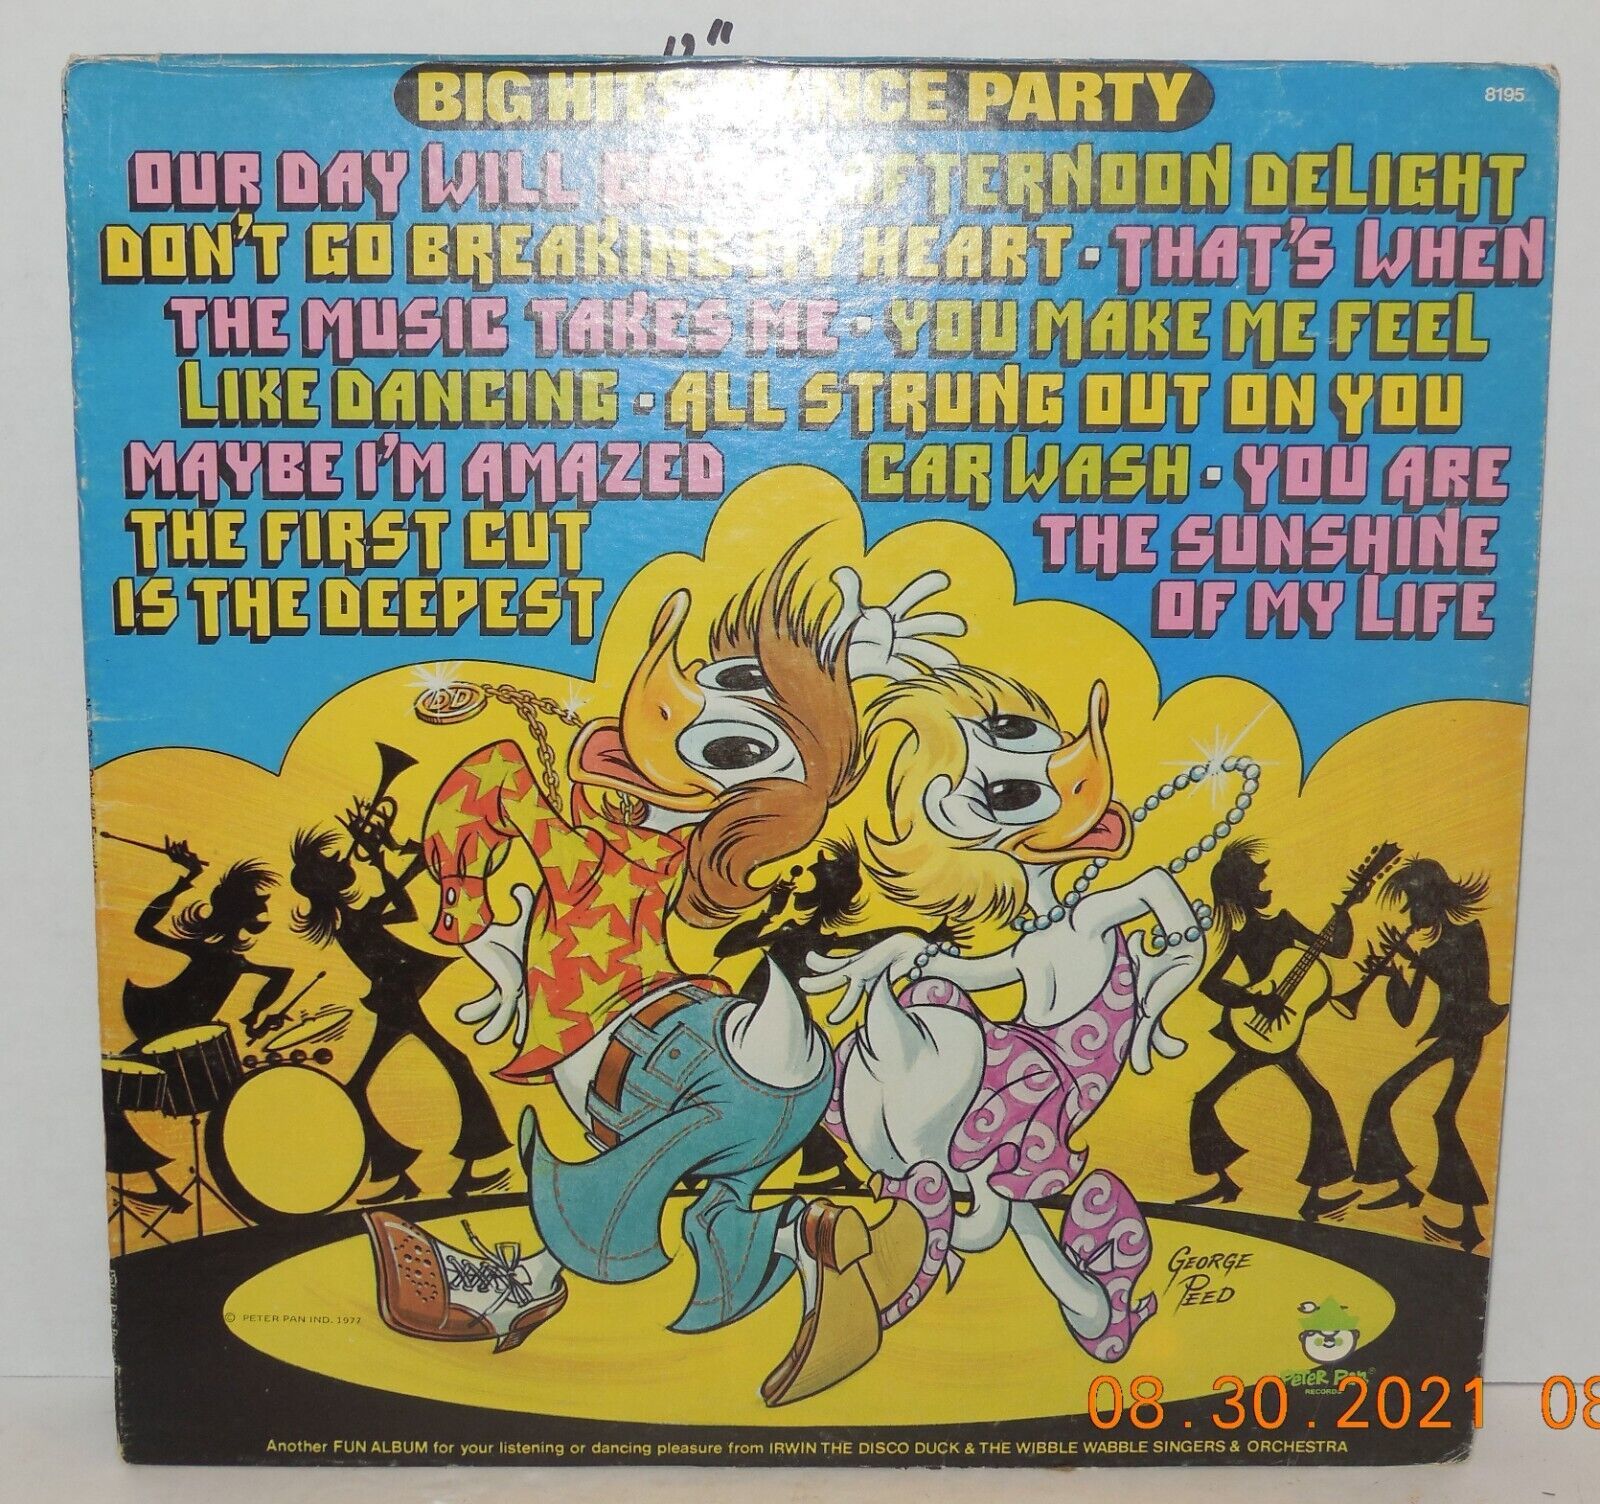 12"
BIG HITS DANCE PARTY
8195
OUR DAY WILL COME · AFTERNOON DELIGHT
DON'T GO BREAKING MY HEART · THAT'S WHEN
THE MUSIC TAKES ME · YOU MAKE ME FEEL
LIKE DANCING · ALL STRUNG OUT ON YOU
MAYBE I'M AMAZED
CAR WASH · YOU ARE
THE FIRST CUT
THE SUNSHINE
IS THE DEEPEST
OF MY LIFE
DD
GEORGE
PEED
© PETER PAN IND. 1977
PETER PAN®
RECORDS
08.30.2021 08
Another FUN ALBUM for your listening or dancing pleasure from IRWIN THE DISCO DUCK & THE WIBBLE WABBLE SINGERS & ORCHESTRA